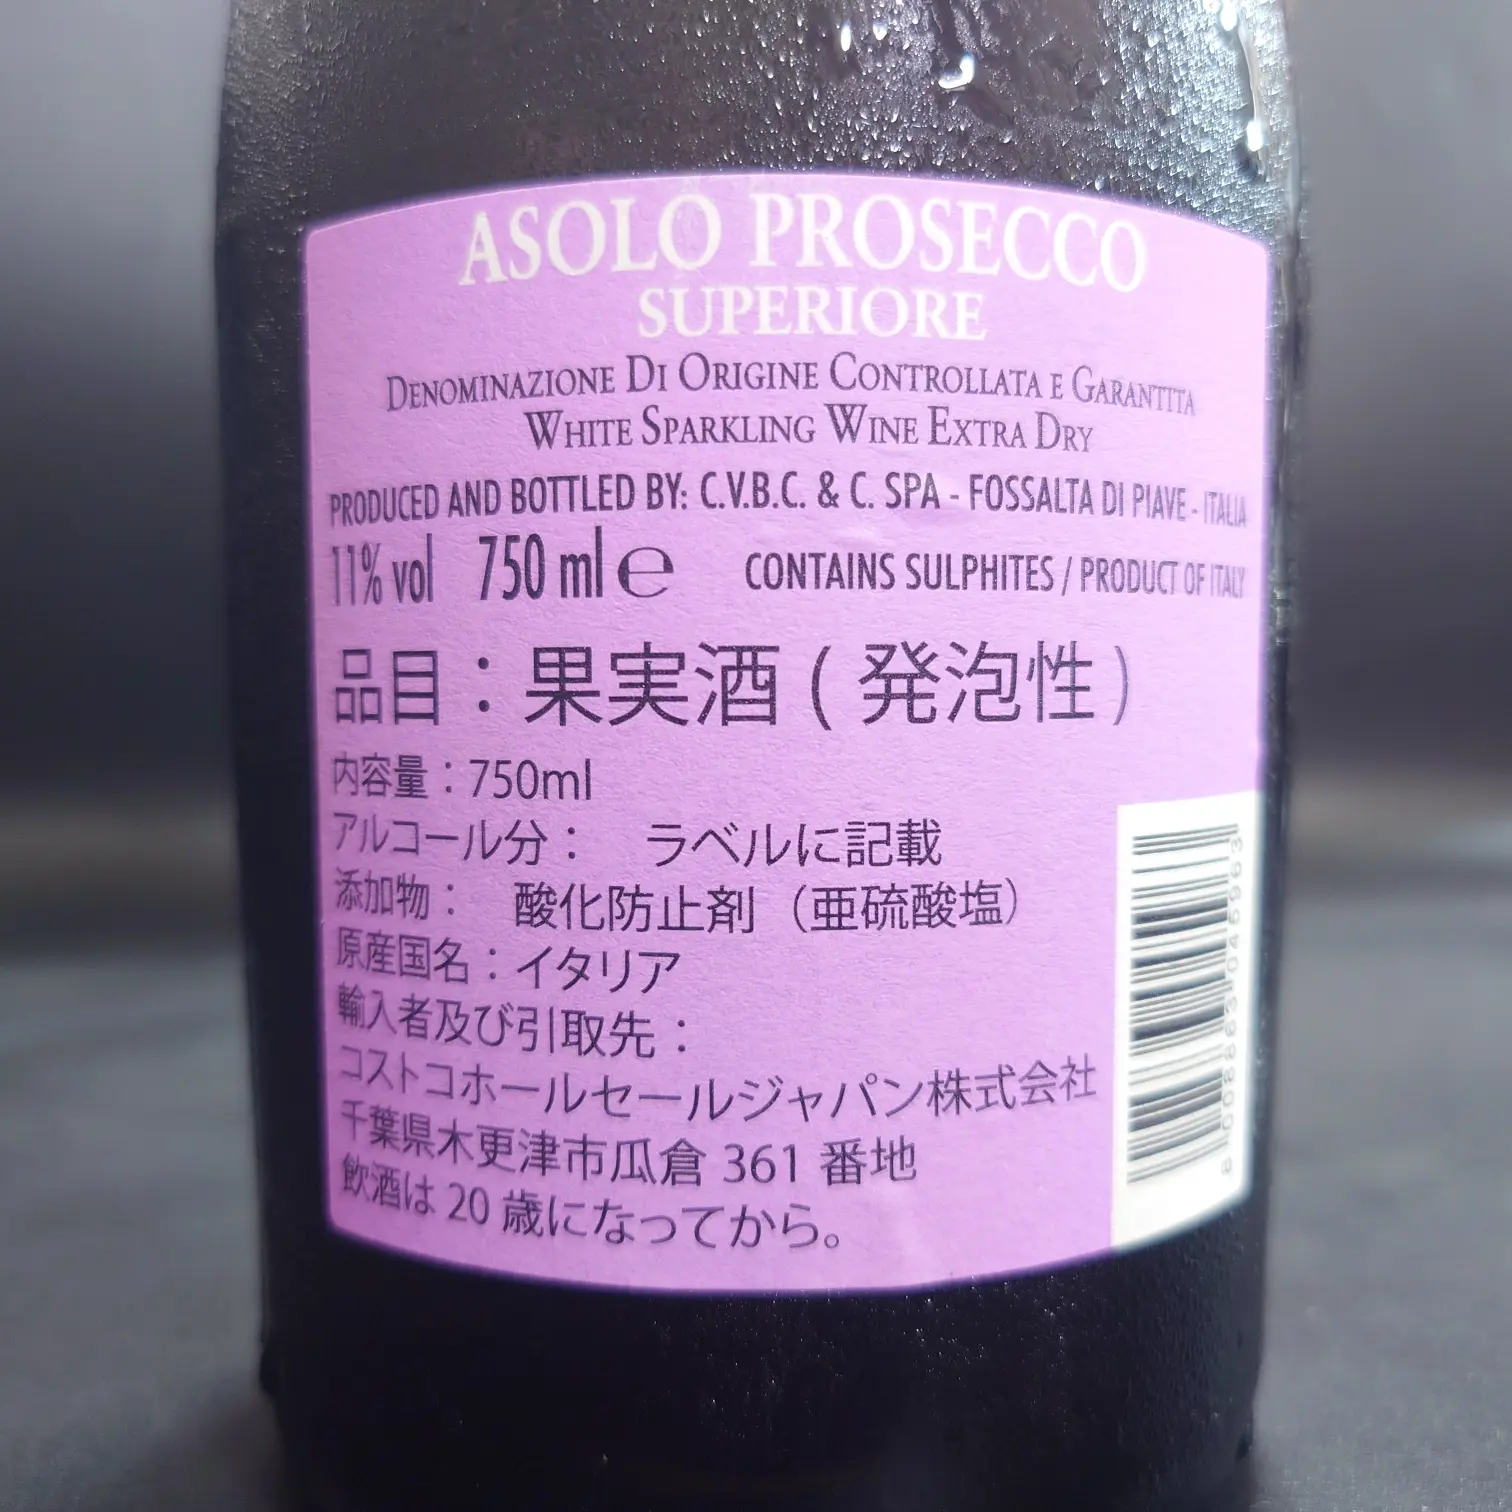 ASOLO PROSECCO
SUPERIORE
DENOMINAZIONE DI ORIGINE CONTROLLATA E GARANTITA
WHITE SPARKLING WINE EXTRA DRY
PRODUCED AND BOTTLED BY: C.V.B.C. & C. SPA - FOSSALTA DI PIAVE - ITALIA
11% vol 750 ml ℮ CONTAINS SULPHITES / PRODUCT OF ITALY
品目：果実酒（発泡性）
内容量：750ml
アルコール分： ラベルに記載
添加物： 酸化防止剤（亜硫酸塩）
原産国名：イタリア
輸入者及び引取先：
コストコホールセールジャパン株式会社
千葉県木更津市瓜倉 361 番地
飲酒は 20 歳になってから。
8 008863 045963